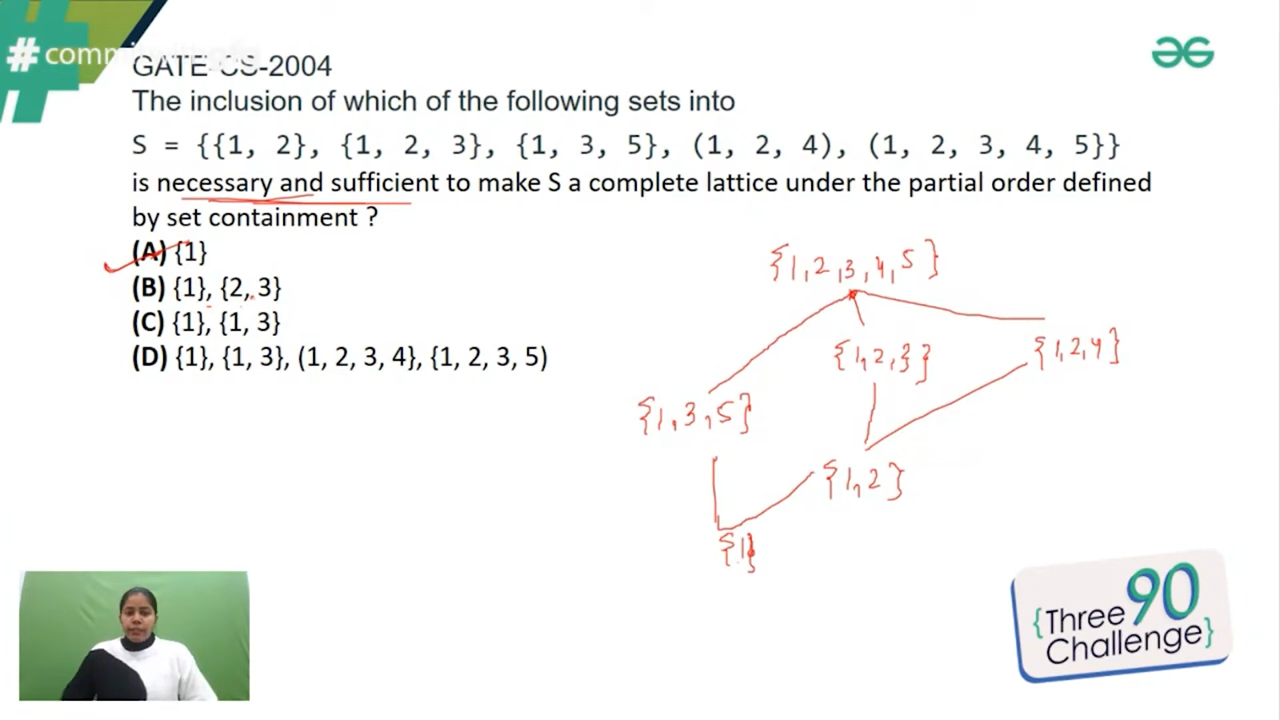 #comm
GATE CS-2004
The inclusion of which of the following sets into
S = {{1, 2}, {1, 2, 3}, {1, 3, 5}, (1, 2, 4), (1, 2, 3, 4, 5}}
is necessary and sufficient to make S a complete lattice under the partial order defined
by set containment ?
(A) {1}
(B) {1}, {2, 3}
(C) {1}, {1, 3}
(D) {1}, {1, 3}, (1, 2, 3, 4}, {1, 2, 3, 5)
{1,2,3,4,5}
{1,2,3}
{1,2,4}
{1,3,5}
{1,2}
{1}
{Three 90
Challenge}